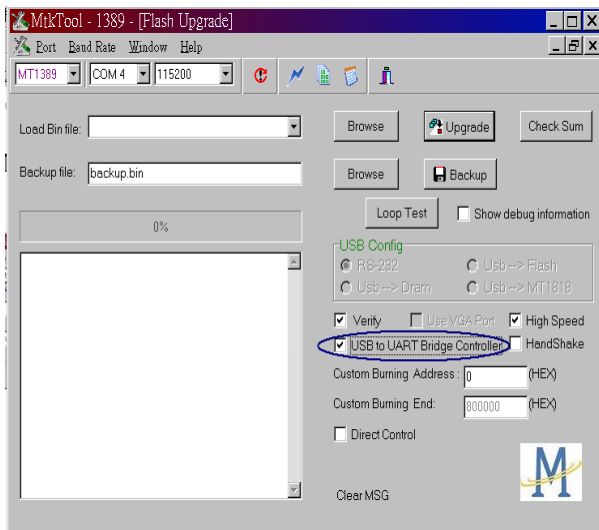 MtkTool - 1389 - [Flash Upgrade]
Port Baud Rate Window Help
MT1389 COM 4 115200
Load Bin file: Browse Upgrade Check Sum
Backup file: backup.bin Browse Backup
Loop Test Show debug information
0%
USB Config
RS-232 Usb --> Flash
Usb --> Dram Usb --> MT1818
Verify Use VGA Port High Speed
USB to UART Bridge Controller HandShake
Custom Burning Address : 0 (HEX)
Custom Burning End: 800000 (HEX)
Direct Control
M
Clear MSG